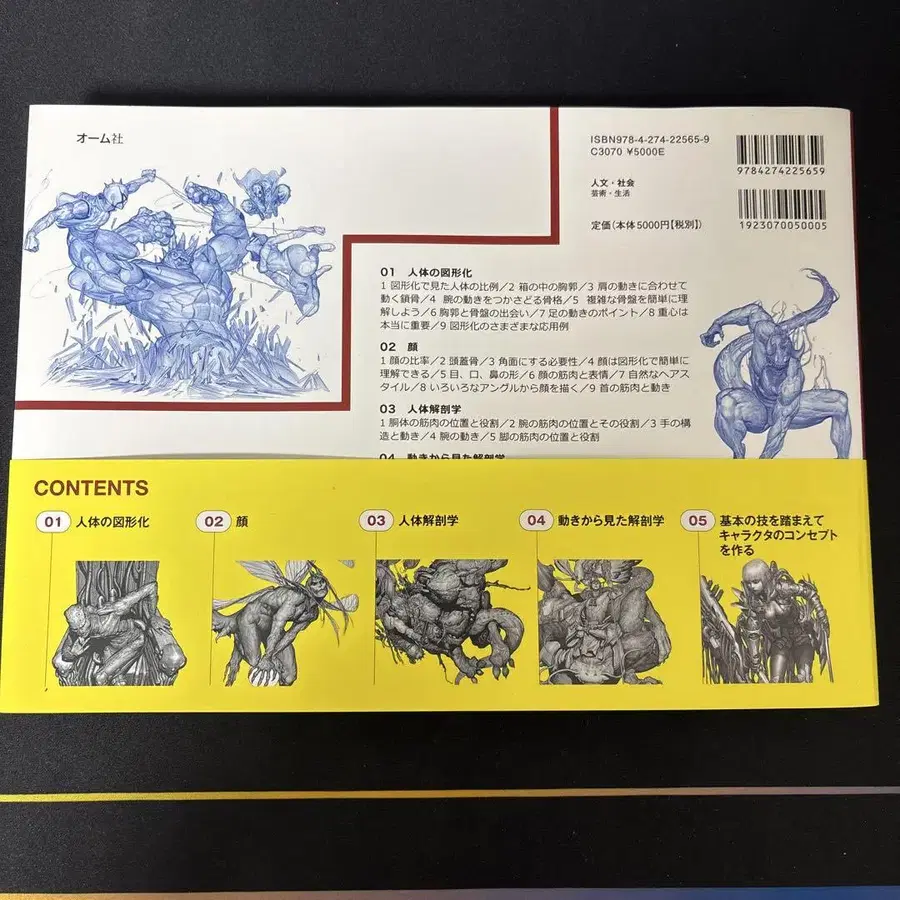 オーム社
ISBN978-4-274-22565-9
C3070 ¥5000E
人文・社会
芸術・生活
定価(本体5000円【税別】)
9784274225659
1923070050005
01 人体の図形化
1 図形化で見た人体の比例/2 箱の中の胸郭/3 肩の動きに合わせて
動く鎖骨/4 腕の動きをつかさどる骨格/5 複雑な骨盤を簡単に理
解しよう/6 胸郭と骨盤の出会い/7 足の動きのポイント/8 重心は
本当に重要/9 図形化のさまざまな応用例
02 顔
1 顔の比率/2 頭蓋骨/3 角面にする必要性/4 顔は図形化で簡単に
理解できる/5 目、口、鼻の形/6 顔の筋肉と表情/7 自然なヘアス
タイル/8 いろいろなアングルから顔を描く/9 首の筋肉と動き
03 人体解剖学
1 胴体の筋肉の位置と役割/2 腕の筋肉の位置とその役割/3 手の構
造と動き/4 腕の動き/5 脚の筋肉の位置と役割
04 動きから見た解剖学
CONTENTS
01 人体の図形化
02 顔
03 人体解剖学
04 動きから見た解剖学
05 基本の技を踏まえて
キャラクタのコンセプト
を作る